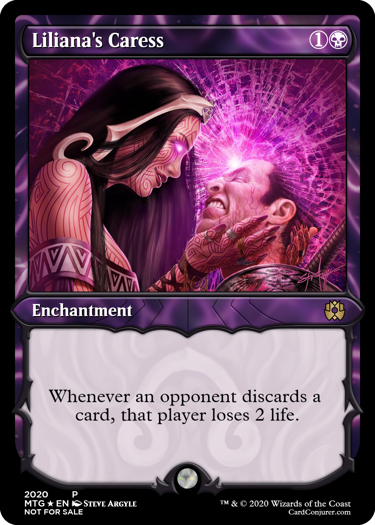 Liliana's Caress 1
Enchantment
Whenever an opponent discards a
card, that player loses 2 life.
2020 P
MTG ★ EN Steve Argyle
NOT FOR SALE
™ & © 2020 Wizards of the Coast
CardConjurer.com